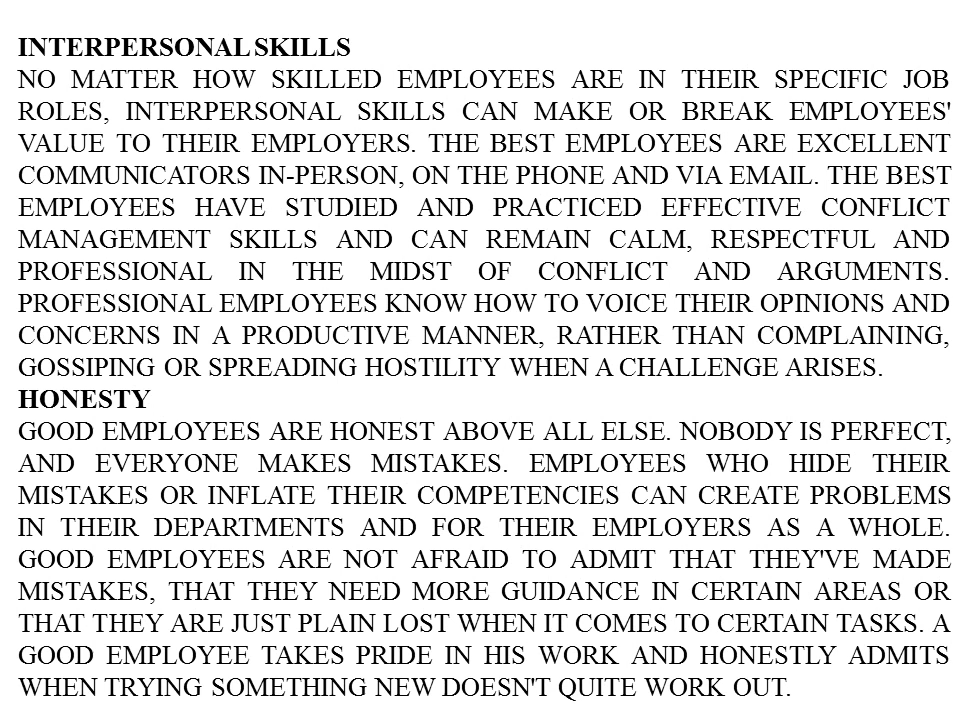 INTERPERSONAL SKILLS
NO MATTER HOW SKILLED EMPLOYEES ARE IN THEIR SPECIFIC JOB
ROLES, INTERPERSONAL SKILLS CAN MAKE OR BREAK EMPLOYEES'
VALUE TO THEIR EMPLOYERS. THE BEST EMPLOYEES ARE EXCELLENT
COMMUNICATORS IN-PERSON, ON THE PHONE AND VIA EMAIL. THE BEST
EMPLOYEES HAVE STUDIED AND PRACTICED EFFECTIVE CONFLICT
MANAGEMENT SKILLS AND CAN REMAIN CALM, RESPECTFUL AND
PROFESSIONAL IN THE MIDST OF CONFLICT AND ARGUMENTS.
PROFESSIONAL EMPLOYEES KNOW HOW TO VOICE THEIR OPINIONS AND
CONCERNS IN A PRODUCTIVE MANNER, RATHER THAN COMPLAINING,
GOSSIPING OR SPREADING HOSTILITY WHEN A CHALLENGE ARISES.
HONESTY
GOOD EMPLOYEES ARE HONEST ABOVE ALL ELSE. NOBODY IS PERFECT,
AND EVERYONE MAKES MISTAKES. EMPLOYEES WHO HIDE THEIR
MISTAKES OR INFLATE THEIR COMPETENCIES CAN CREATE PROBLEMS
IN THEIR DEPARTMENTS AND FOR THEIR EMPLOYERS AS A WHOLE.
GOOD EMPLOYEES ARE NOT AFRAID TO ADMIT THAT THEY'VE MADE
MISTAKES, THAT THEY NEED MORE GUIDANCE IN CERTAIN AREAS OR
THAT THEY ARE JUST PLAIN LOST WHEN IT COMES TO CERTAIN TASKS. A
GOOD EMPLOYEE TAKES PRIDE IN HIS WORK AND HONESTLY ADMITS
WHEN TRYING SOMETHING NEW DOESN'T QUITE WORK OUT.